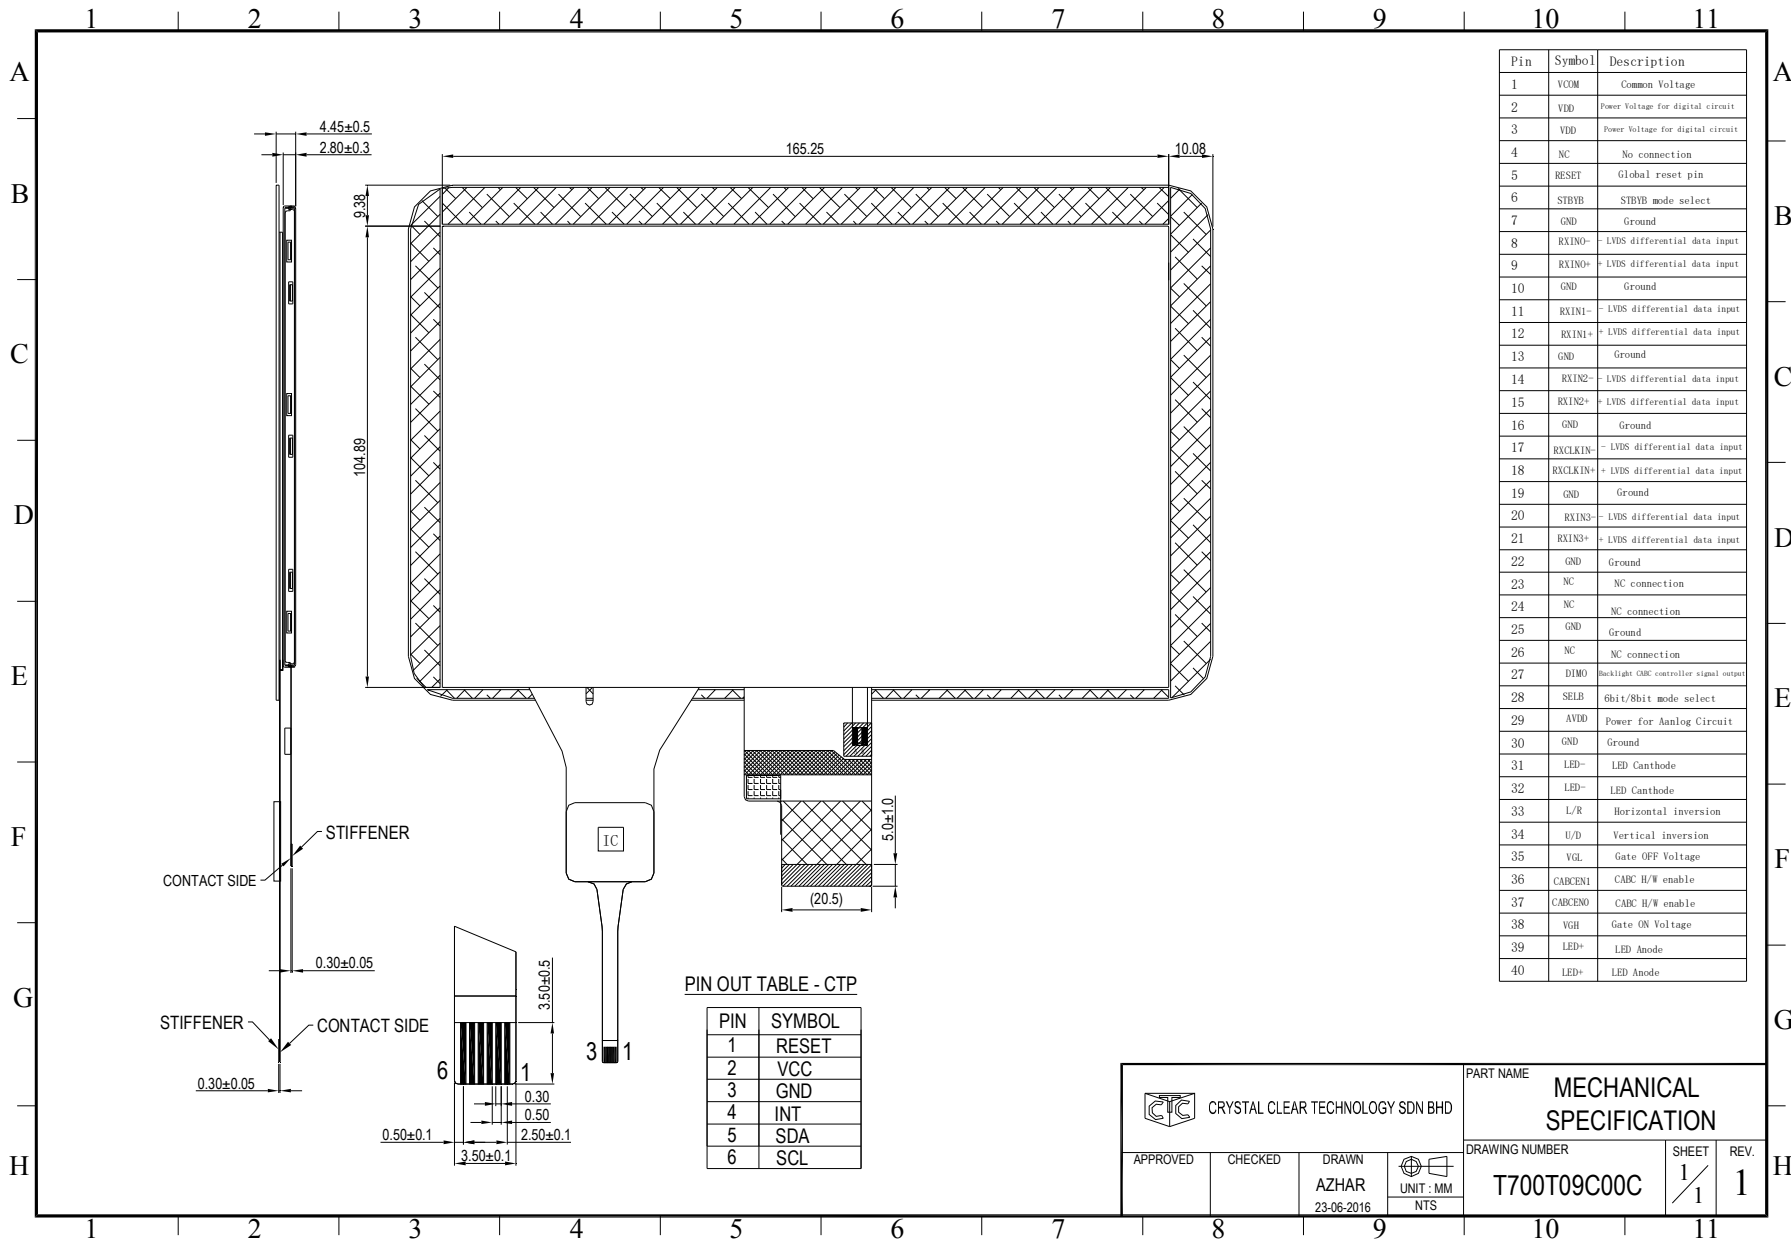 1 2 3 4 5 6 7 8 9 10 11
A A
B B
C C
D D
E E
F F
G G
H H
4.45±0.5
2.80±0.3
165.25
10.08
9.38
104.89
STIFFENER
CONTACT SIDE
0.30±0.05
STIFFENER
CONTACT SIDE
0.30±0.05
IC
5.0±1.0
(20.5)
3 1
3.50±0.5
6 1
0.30
0.50
0.50±0.1
2.50±0.1
3.50±0.1
PIN OUT TABLE - CTP
PIN SYMBOL
1 RESET
2 VCC
3 GND
4 INT
5 SDA
6 SCL
Pin Symbol Description
1 VCOM Common Voltage
2 VDD Power Voltage for digital circuit
3 VDD Power Voltage for digital circuit
4 NC No connection
5 RESET Global reset pin
6 STBYB STBYB mode select
7 GND Ground
8 RXINO- - LVDS differential data input
9 RXINO+ + LVDS differential data input
10 GND Ground
11 RXIN1- - LVDS differential data input
12 RXIN1+ + LVDS differential data input
13 GND Ground
14 RXIN2- - LVDS differential data input
15 RXIN2+ + LVDS differential data input
16 GND Ground
17 RXCLKIN- - LVDS differential data input
18 RXCLKIN+ + LVDS differential data input
19 GND Ground
20 RXIN3- - LVDS differential data input
21 RXIN3+ + LVDS differential data input
22 GND Ground
23 NC NC connection
24 NC NC connection
25 GND Ground
26 NC NC connection
27 DIMO Backlight CABC controller signal output
28 SELB 6bit/8bit mode select
29 AVDD Power for Aanlog Circuit
30 GND Ground
31 LED- LED Canthode
32 LED- LED Canthode
33 L/R Horizontal inversion
34 U/D Vertical inversion
35 VGL Gate OFF Voltage
36 CABCEN1 CABC H/W enable
37 CABCEN0 CABC H/W enable
38 VGH Gate ON Voltage
39 LED+ LED Anode
40 LED+ LED Anode
CTC
CRYSTAL CLEAR TECHNOLOGY SDN BHD
PART NAME
MECHANICAL
SPECIFICATION
APPROVED CHECKED DRAWN
AZHAR
23-06-2016
UNIT : MM
NTS
DRAWING NUMBER
T700T09C00C
SHEET
1/1
REV.
1
1 2 3 4 5 6 7 8 9 10 11